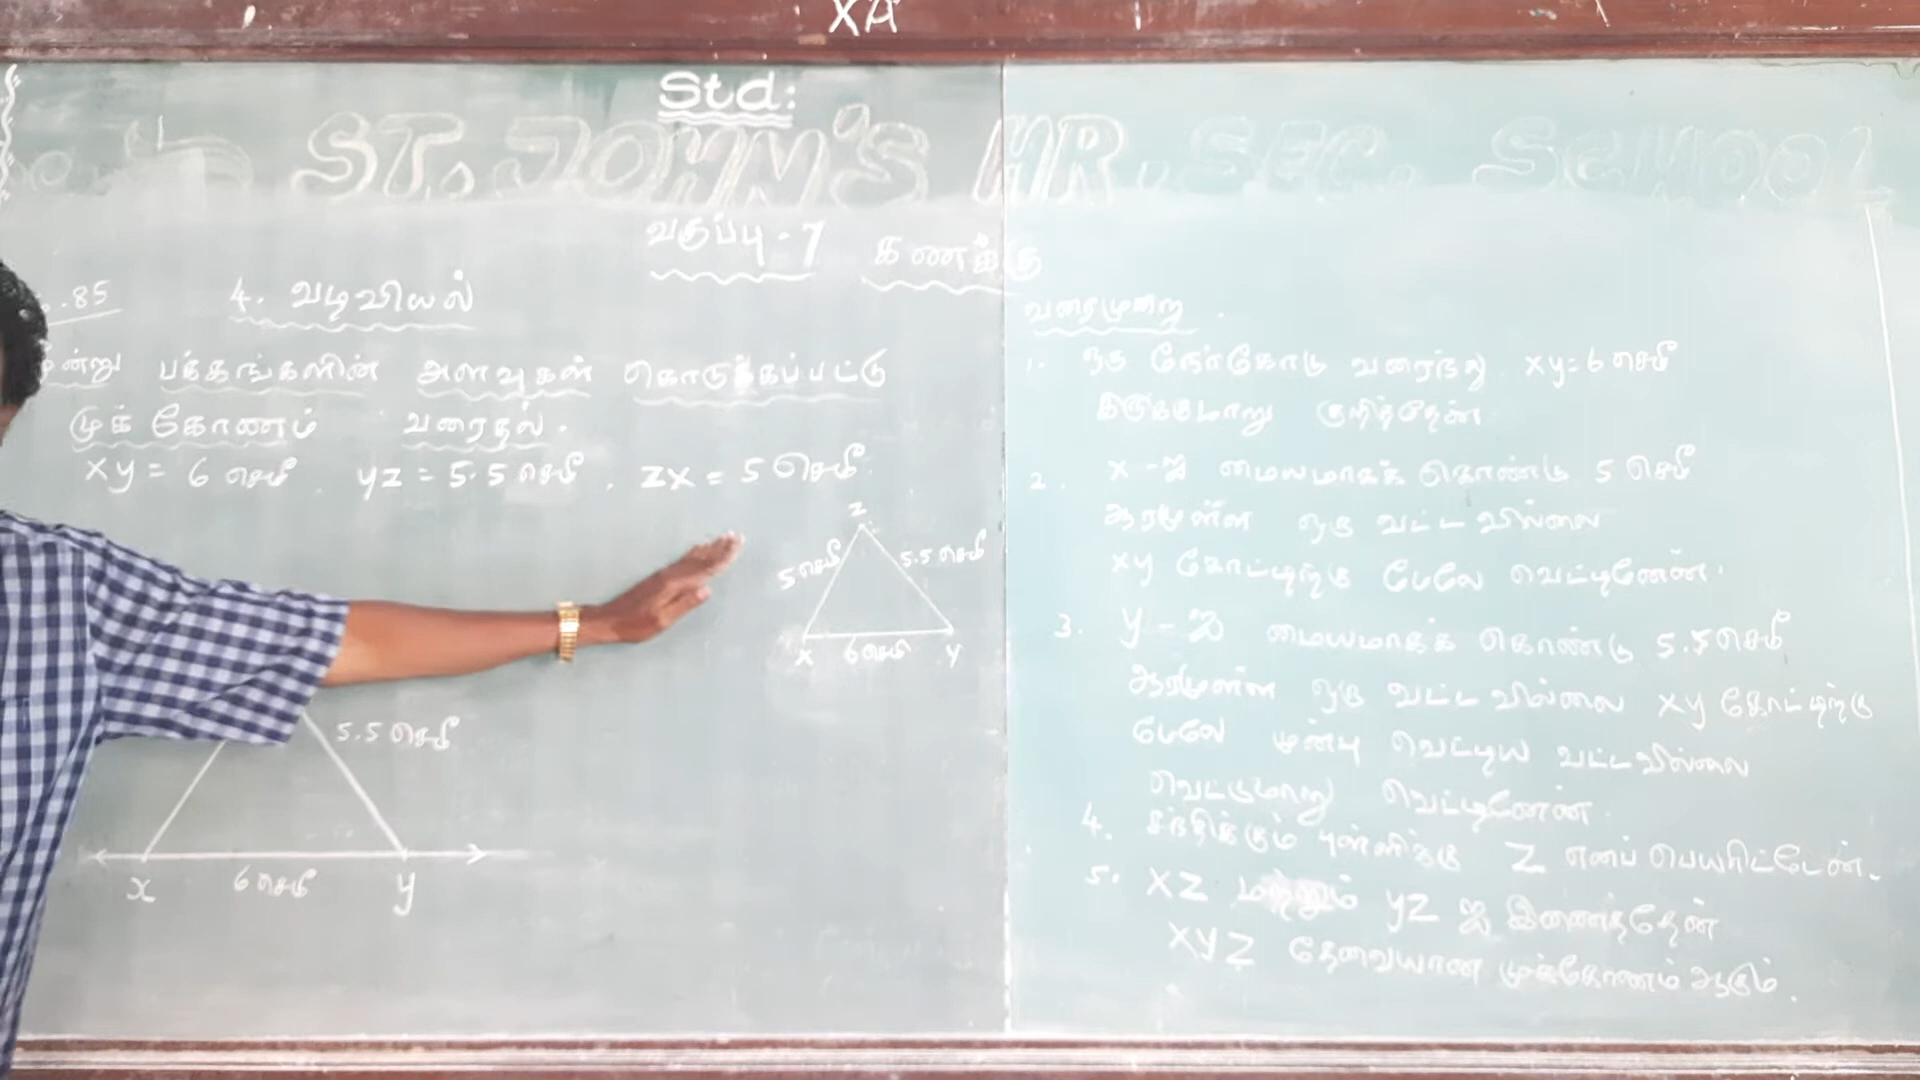 XA
Std:
ST. JOHN'S HR. SEC. SCHOOL
வகுப்பு - 7 கணக்கு
.85 4. வடிவியல்
பக்கங்களின் அளவுகள் கொடுக்கப்பட்டு
முக்கோணம் வரைதல்.
xy = 6 செமீ , yz = 5.5 செமீ , zx = 5 செமீ.
z
5 செமீ 5.5 செமீ
x 6 செமீ y
5.5 செமீ
x 6 செமீ y
வரைமுறை
1. ஒரு நேர்கோடு வரைந்து xy = 6 செமீ
இருக்குமாறு குறித்தேன்
2. x - ஐ மையமாகக் கொண்டு 5 செமீ
ஆரமுள்ள ஒரு வட்ட வில்லை
xy கோட்டிற்கு மேலே வெட்டினேன்.
3. y - ஐ மையமாகக் கொண்டு 5.5 செமீ
ஆரமுள்ள ஒரு வட்ட வில்லை xy கோட்டிற்கு
மேலே முன்பு வெட்டிய வட்டவில்லை
வெட்டுமாறு வெட்டினேன்.
4. சந்திக்கும் புள்ளிக்கு Z எனப் பெயரிட்டேன்.
5. XZ மற்றும் YZ ஐ இணைத்தேன்
XYZ தேவையான முக்கோணம் ஆகும்.